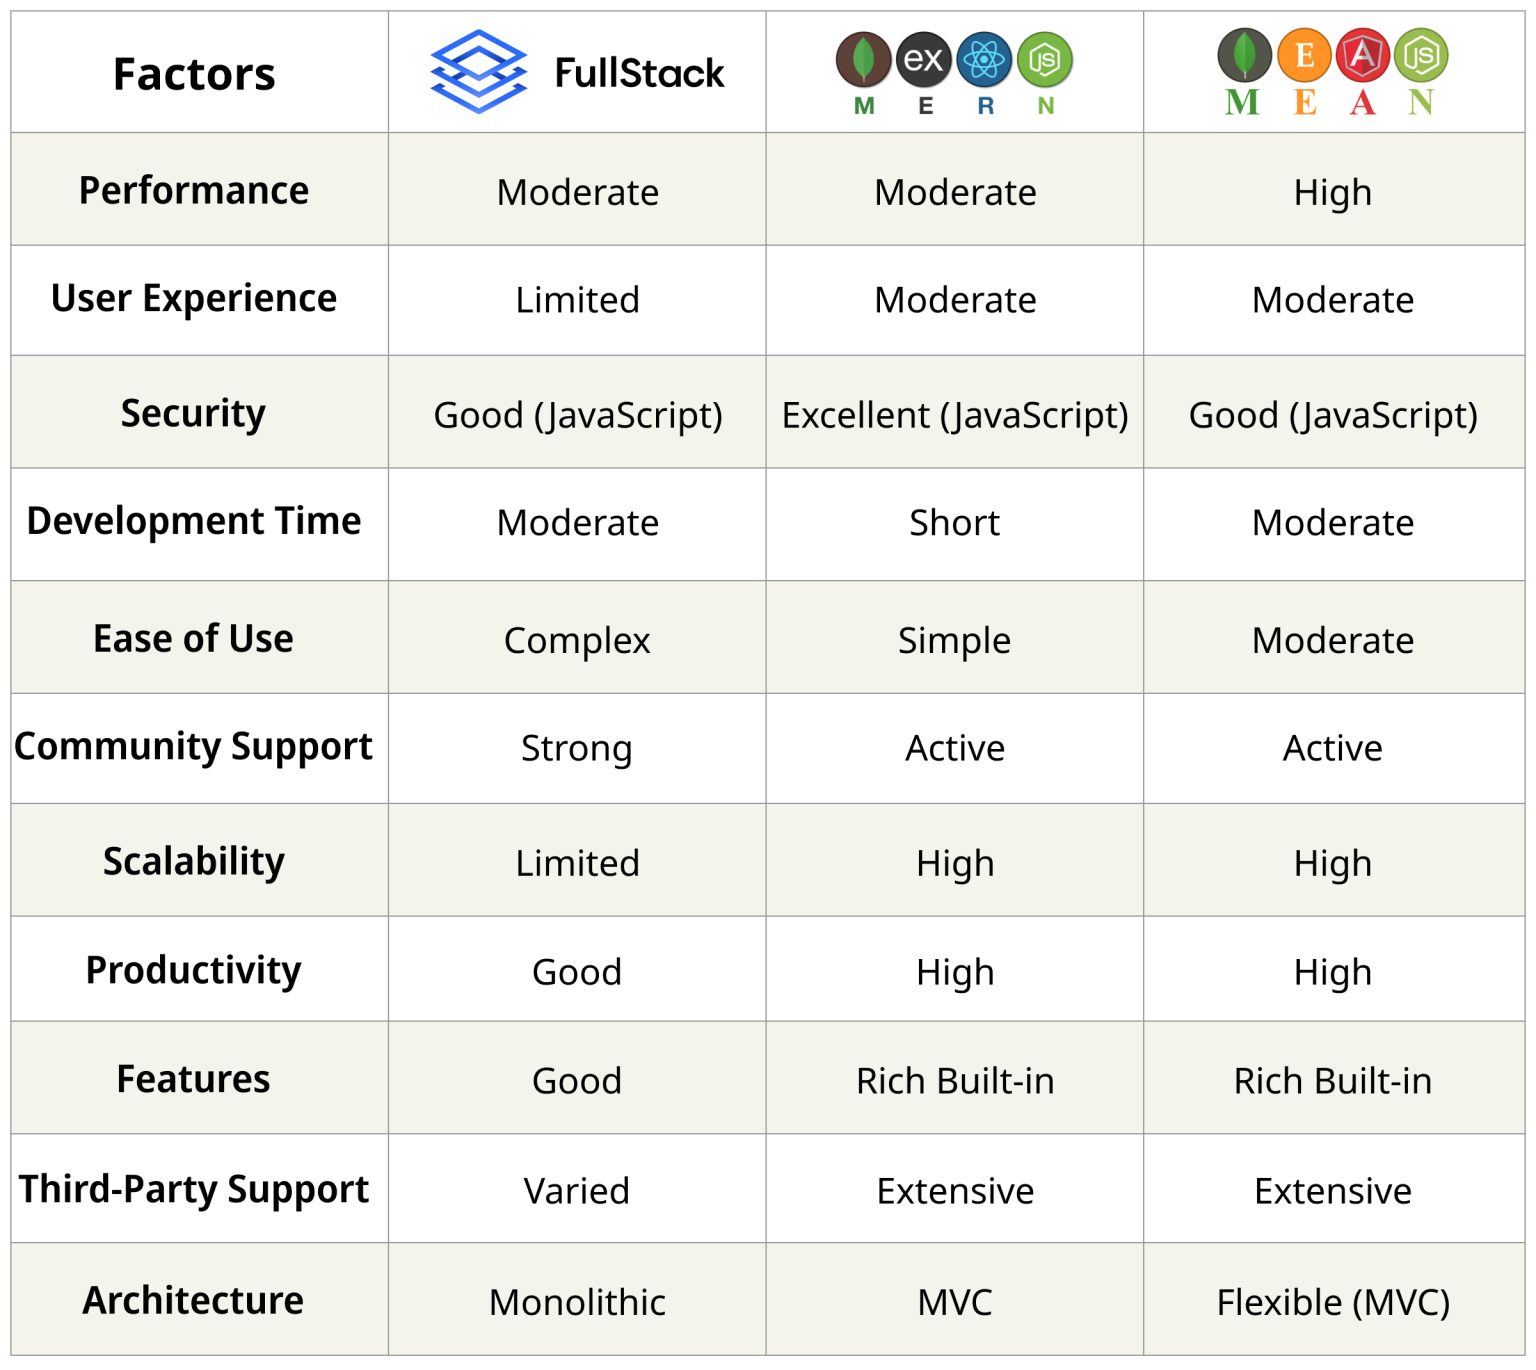 Factors FullStack ex JS E A JS
M E R N M E A N
Performance Moderate Moderate High
User Experience Limited Moderate Moderate
Security Good (JavaScript) Excellent (JavaScript) Good (JavaScript)
Development Time Moderate Short Moderate
Ease of Use Complex Simple Moderate
Community Support Strong Active Active
Scalability Limited High High
Productivity Good High High
Features Good Rich Built-in Rich Built-in
Third-Party Support Varied Extensive Extensive
Architecture Monolithic MVC Flexible (MVC)